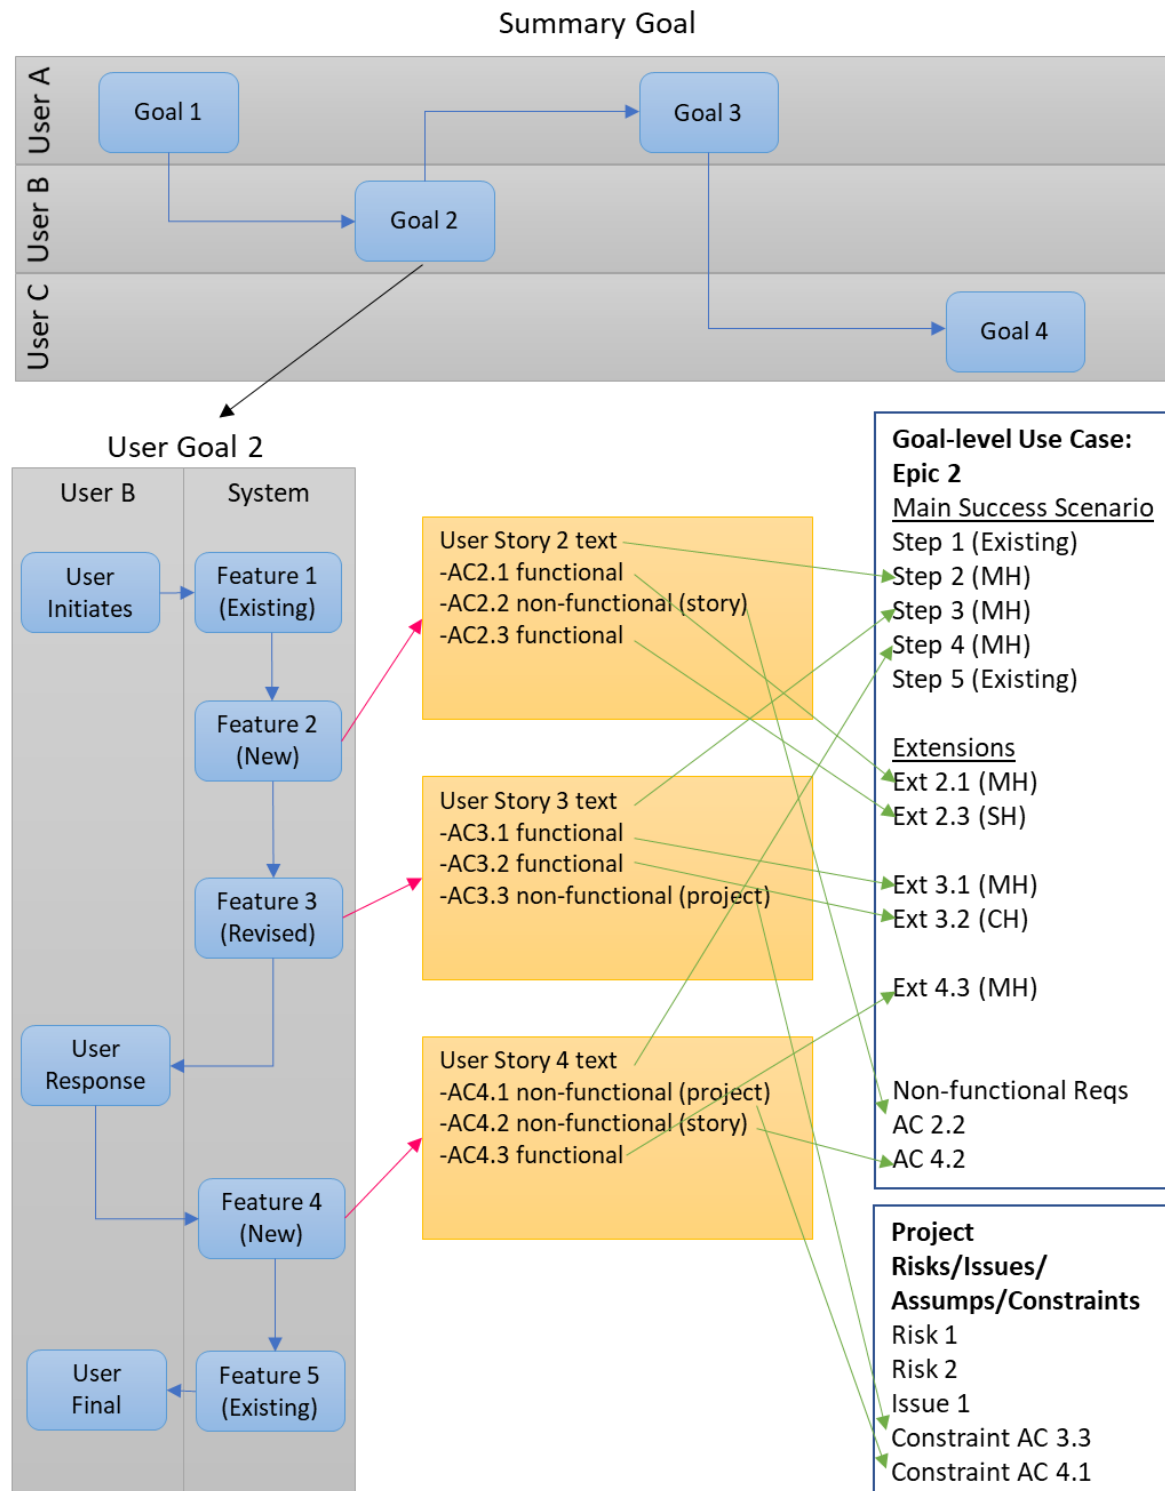 Summary Goal
User A
Goal 1
Goal 3
User B
Goal 2
User C
Goal 4
User Goal 2
User B
System
User
Initiates
Feature 1
(Existing)
Feature 2
(New)
Feature 3
(Revised)
User
Response
Feature 4
(New)
User
Final
Feature 5
(Existing)
User Story 2 text
-AC2.1 functional
-AC2.2 non-functional (story)
-AC2.3 functional
User Story 3 text
-AC3.1 functional
-AC3.2 functional
-AC3.3 non-functional (project)
User Story 4 text
-AC4.1 non-functional (project)
-AC4.2 non-functional (story)
-AC4.3 functional
Goal-level Use Case:
Epic 2
Main Success Scenario
Step 1 (Existing)
Step 2 (MH)
Step 3 (MH)
Step 4 (MH)
Step 5 (Existing)
Extensions
Ext 2.1 (MH)
Ext 2.3 (SH)
Ext 3.1 (MH)
Ext 3.2 (CH)
Ext 4.3 (MH)
Non-functional Reqs
AC 2.2
AC 4.2
Project
Risks/Issues/
Assumps/Constraints
Risk 1
Risk 2
Issue 1
Constraint AC 3.3
Constraint AC 4.1